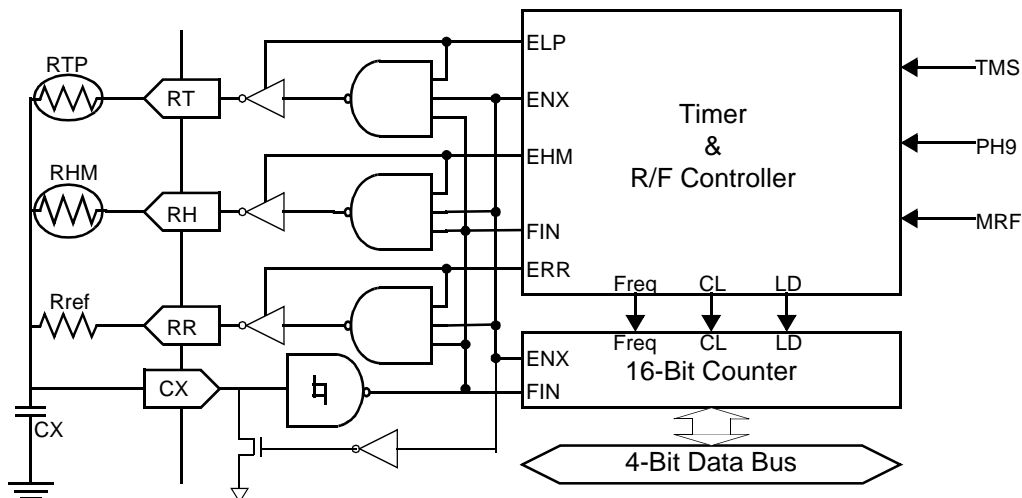 RTP
RT
ELP
ENX
TMS
Timer
&
R/F Controller
RHM
RH
EHM
FIN
PH9
MRF
Rref
RR
ERR
Freq CL LD
Freq CL LD
ENX
16-Bit Counter
FIN
CX
CX
4-Bit Data Bus